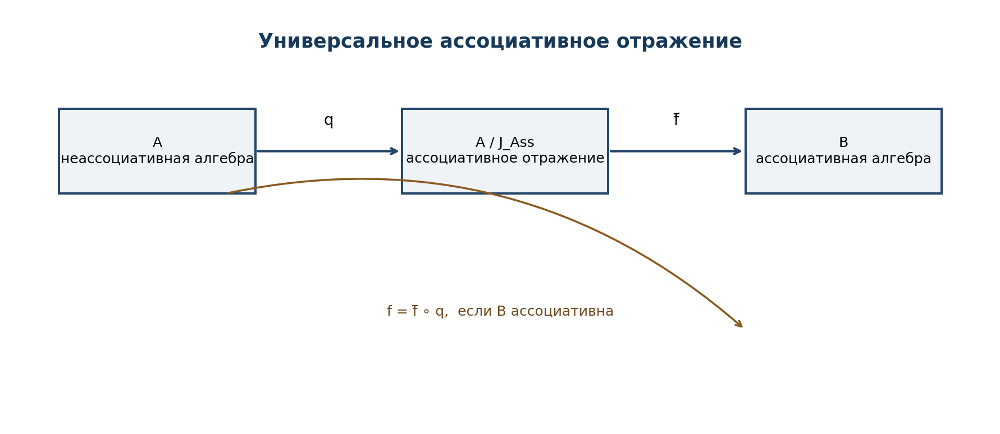 Универсальное ассоциативное отражение
q
f̄
A
неассоциативная алгебра
A / J_Ass
ассоциативное отражение
B
ассоциативная алгебра
f = f̄ ∘ q,  если B ассоциативна